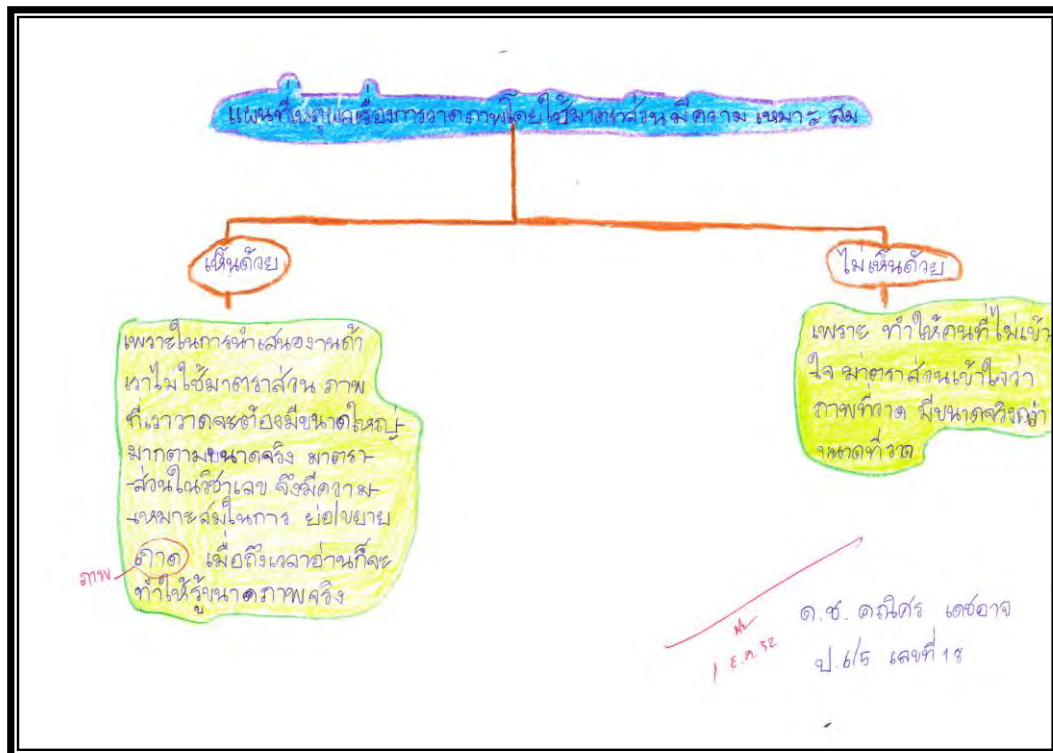 แผนที่เหตุผลเรื่องการวาดภาพโดยใช้มาตราส่วนมีความ เหมาะ สม
เห็นด้วย
ไม่เห็นด้วย
เพราะในการนำเสนองานถ้า
เราไม่ใช้มาตราส่วน ภาพ
ที่เราวาดจะต้องมีขนาดใหญ่
มากตามขนาดจริง มาตรา-
-ส่วนในวิชาเลข จึงมีความ-
-เหมาะสมในการ ย่อ/ขยาย
ภาด เมื่อถึงเวลาอ่านก็จะ
ทำให้รู้ขนาดภาพจริง
ภาพ
เพราะ ทำให้คนที่ไม่เข้า
ใจ มาตราส่วนเข้าใจว่า
ภาพที่วาด มีขนาดจริงกว่า
ขนาดที่วาด
1 ธ.ค. 52
ด.ช. คณิศร เดชอาจ
ป.6/5 เลขที่ 18